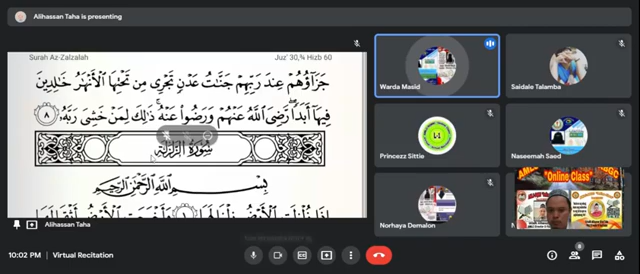 Alihassan Taha is presenting
Surah Az-Zalzalah
Juz' 30,¾ Hizb 60
جَزَآؤُهُمْ عِندَ رَبِّهِمْ جَنَّٰتُ عَدْنٍ تَجْرِى مِن تَحْتِهَا ٱلْأَنْهَٰرُ خَٰلِدِينَ
فِيهَآ أَبَدًا رَّضِىَ ٱللَّهُ عَنْهُمْ وَرَضُوا۟ عَنْهُ ذَٰلِكَ لِمَنْ خَشِىَ رَبَّهُۥ ٨
سُورَةُ الزَّلْزَلَةِ
بِسْمِ ٱللَّهِ ٱلرَّحْمَٰنِ ٱلرَّحِيمِ
Alihassan Taha
Warda Masid
Saidale Talamba
Princezz Sittie
Naseemah Saed
Norhaya Demalon
"Online Class"
10:02 PM | Virtual Recitation
6